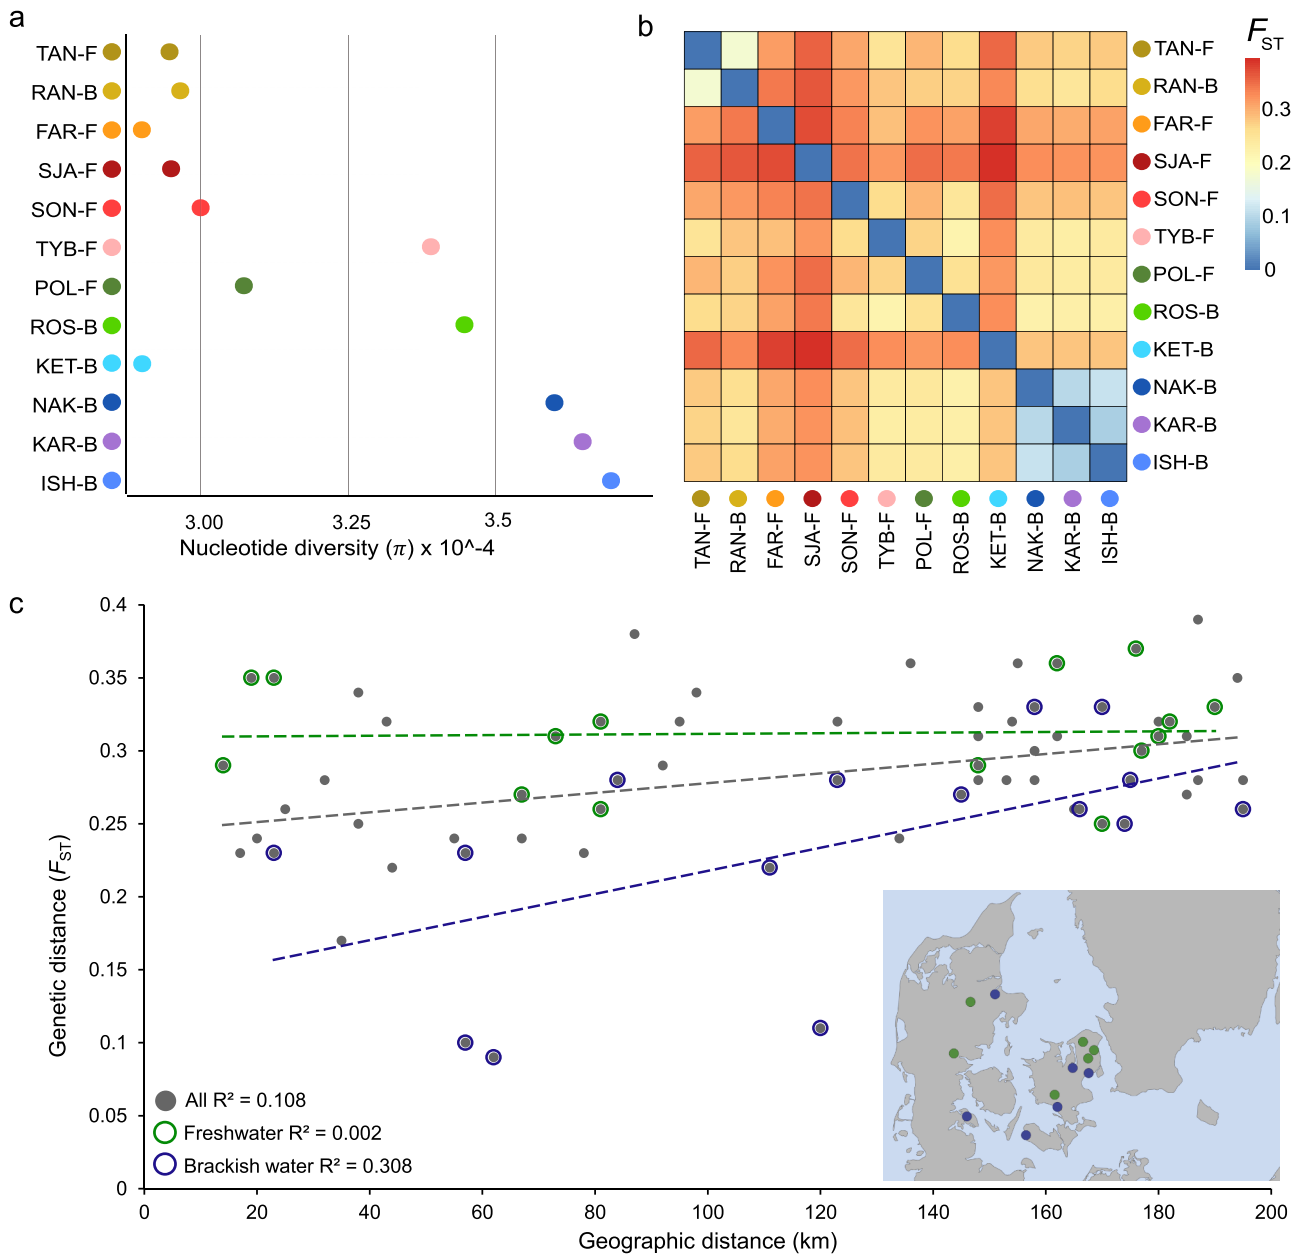 a
TAN-F
RAN-B
FAR-F
SJA-F
SON-F
TYB-F
POL-F
ROS-B
KET-B
NAK-B
KAR-B
ISH-B
3.00 3.25 3.5
Nucleotide diversity (π) x 10^-4
b
TAN-F
RAN-B
FAR-F
SJA-F
SON-F
TYB-F
POL-F
ROS-B
KET-B
NAK-B
KAR-B
ISH-B
TAN-F RAN-B FAR-F SJA-F SON-F TYB-F POL-F ROS-B KET-B NAK-B KAR-B ISH-B
FST
0.3
0.2
0.1
0
c
Genetic distance (FST)
0.4
0.35
0.3
0.25
0.2
0.15
0.1
0.05
0
All R² = 0.108
Freshwater R² = 0.002
Brackish water R² = 0.308
0 20 40 60 80 100 120 140 160 180 200
Geographic distance (km)